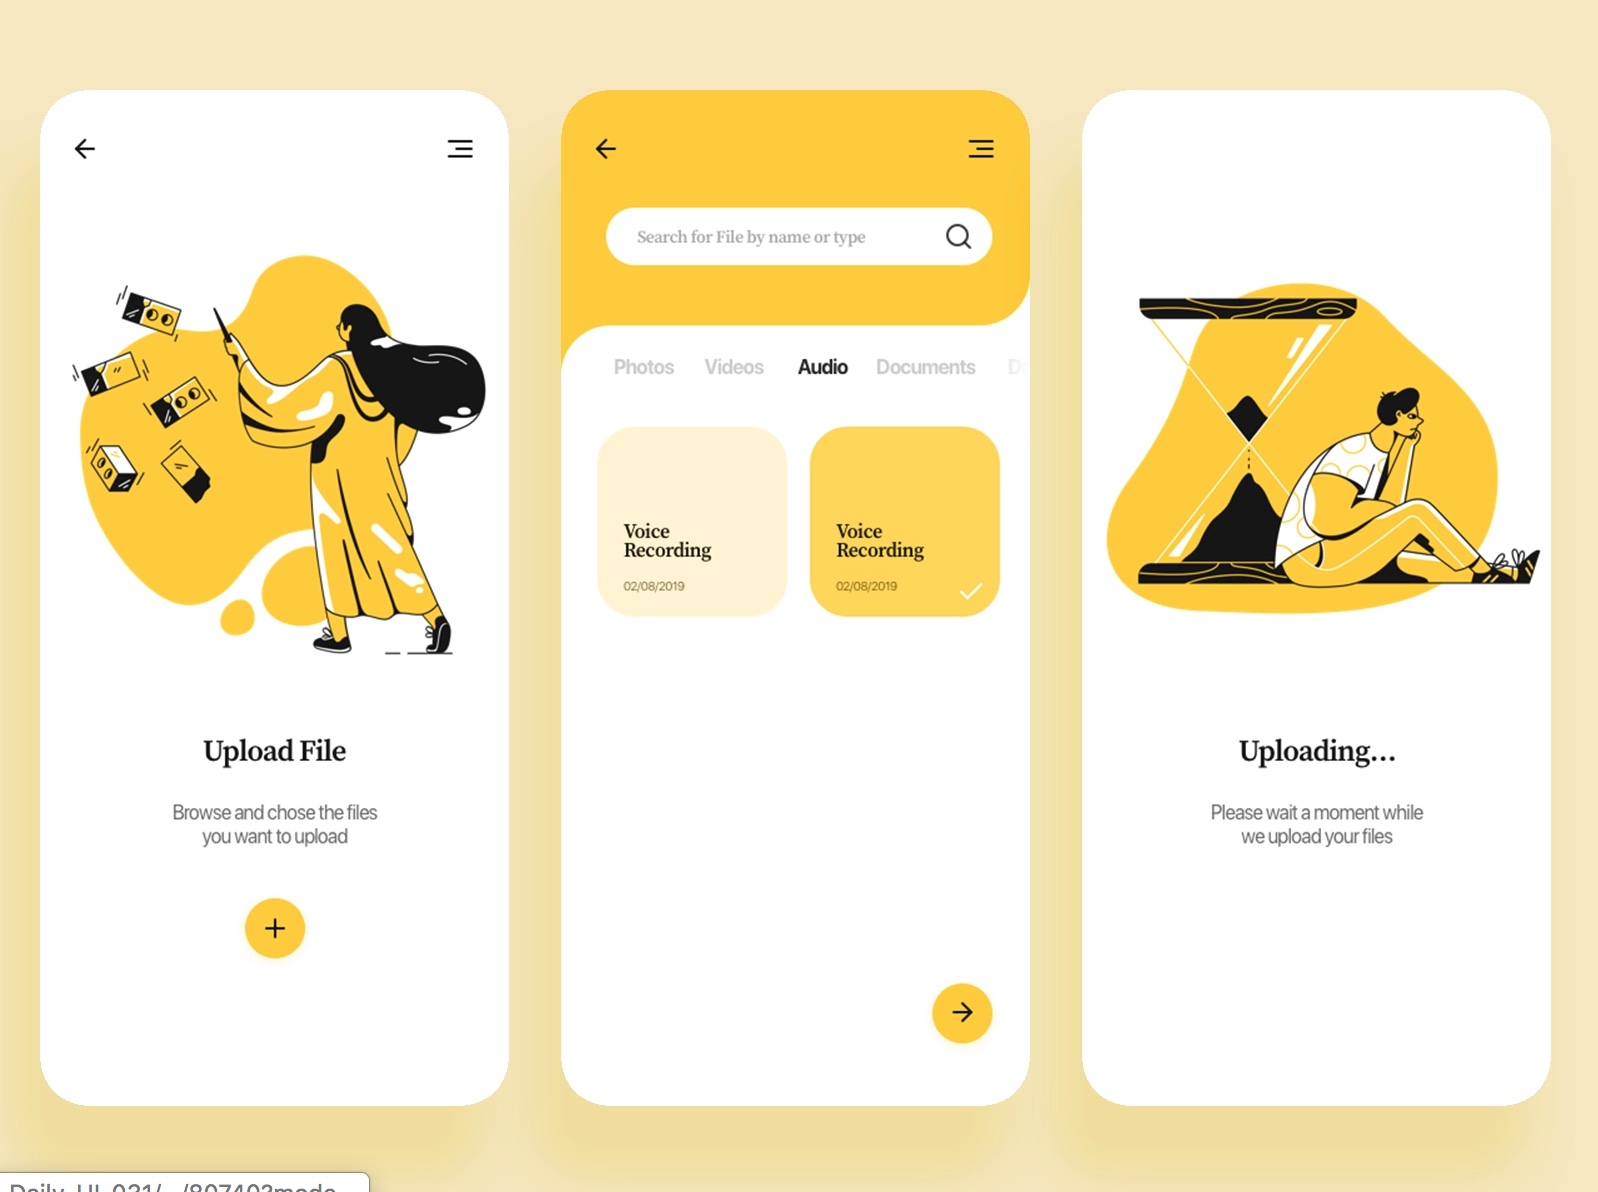 Upload File
Browse and chose the files
you want to upload
Search for File by name or type
Photos Videos Audio Documents
Voice
Recording
02/08/2019
Voice
Recording
02/08/2019
Uploading...
Please wait a moment while
we upload your files